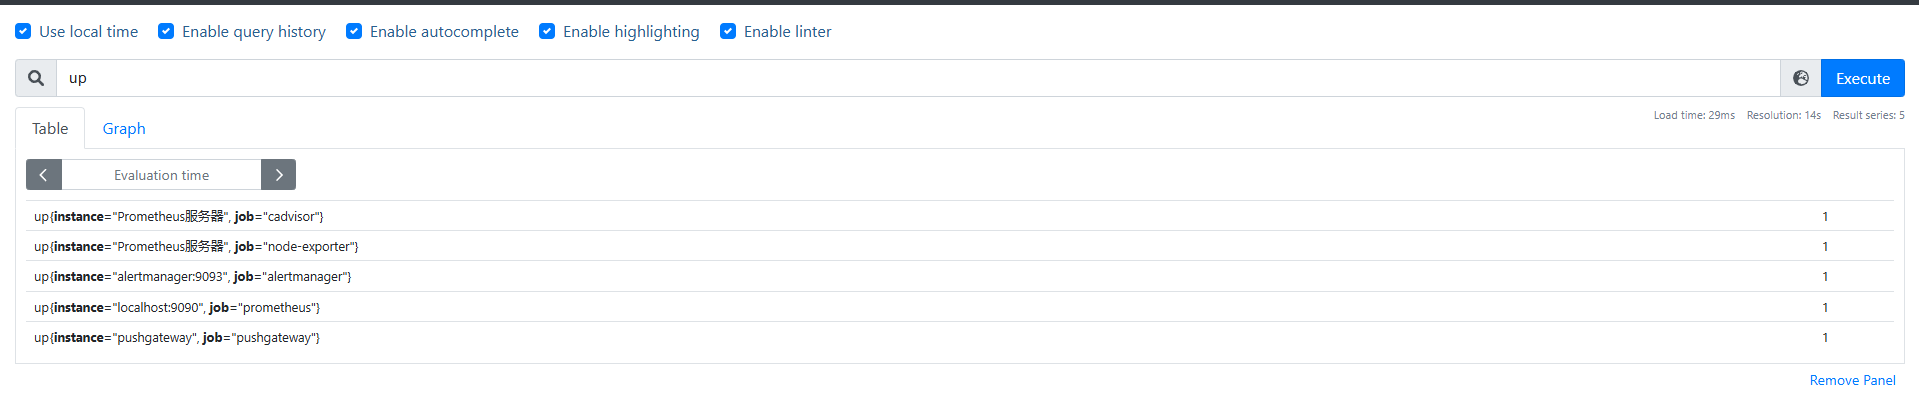 Use local time Enable query history Enable autocomplete Enable highlighting Enable linter
up Execute
Table Graph Load time: 29ms Resolution: 14s Result series: 5
Evaluation time
up{instance="Prometheus服务器", job="cadvisor"} 1
up{instance="Prometheus服务器", job="node-exporter"} 1
up{instance="alertmanager:9093", job="alertmanager"} 1
up{instance="localhost:9090", job="prometheus"} 1
up{instance="pushgateway", job="pushgateway"} 1
Remove Panel